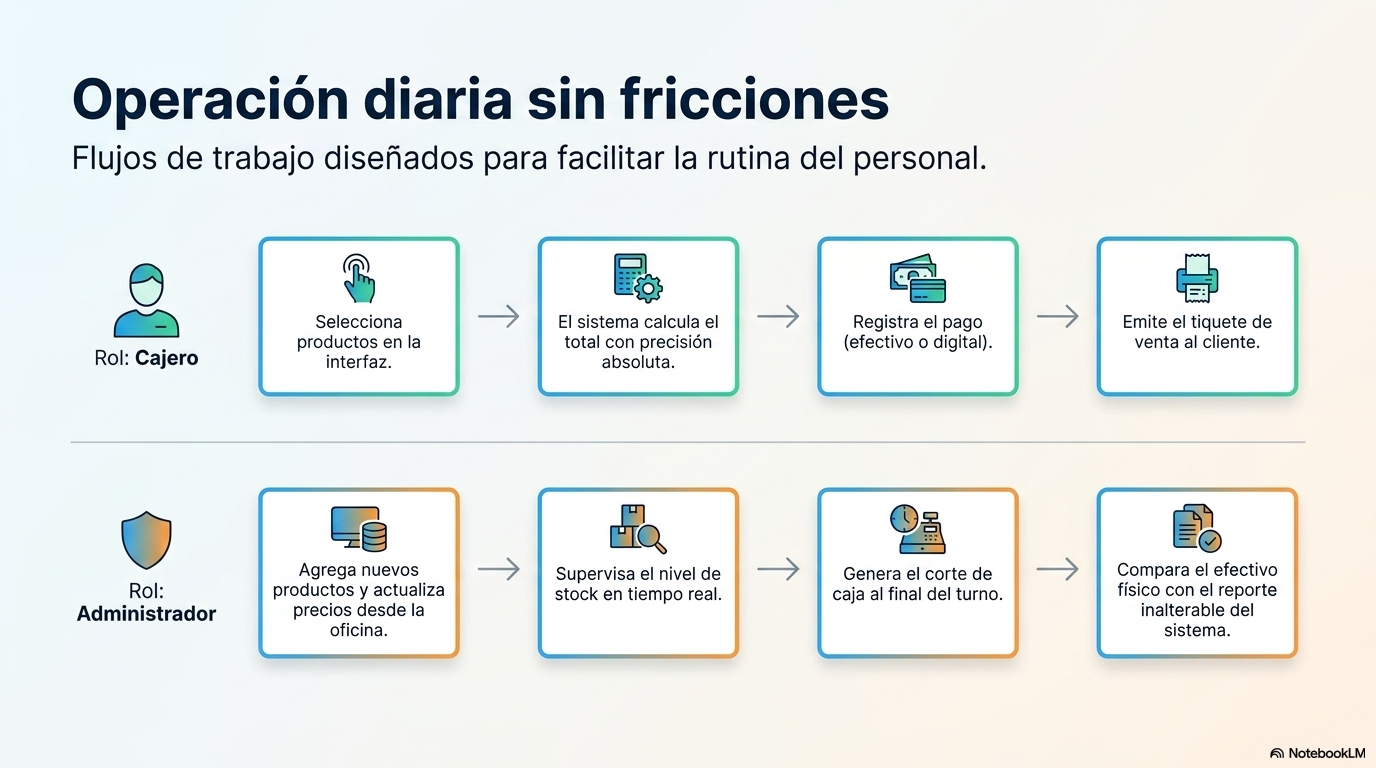 Operación diaria sin fricciones
Flujos de trabajo diseñados para facilitar la rutina del personal.
Rol: Cajero
Selecciona
productos en la
interfaz.
El sistema calcula el
total con precisión
absoluta.
Registra el pago
(efectivo o digital).
Emite el tiquete de
venta al cliente.
Rol:
Administrador
Agrega nuevos
productos y actualiza
precios desde la
oficina.
Supervisa el nivel de
stock en tiempo real.
Genera el corte de
caja al final del turno.
Compara el efectivo
físico con el reporte
inalterable del
sistema.
NotebookLM